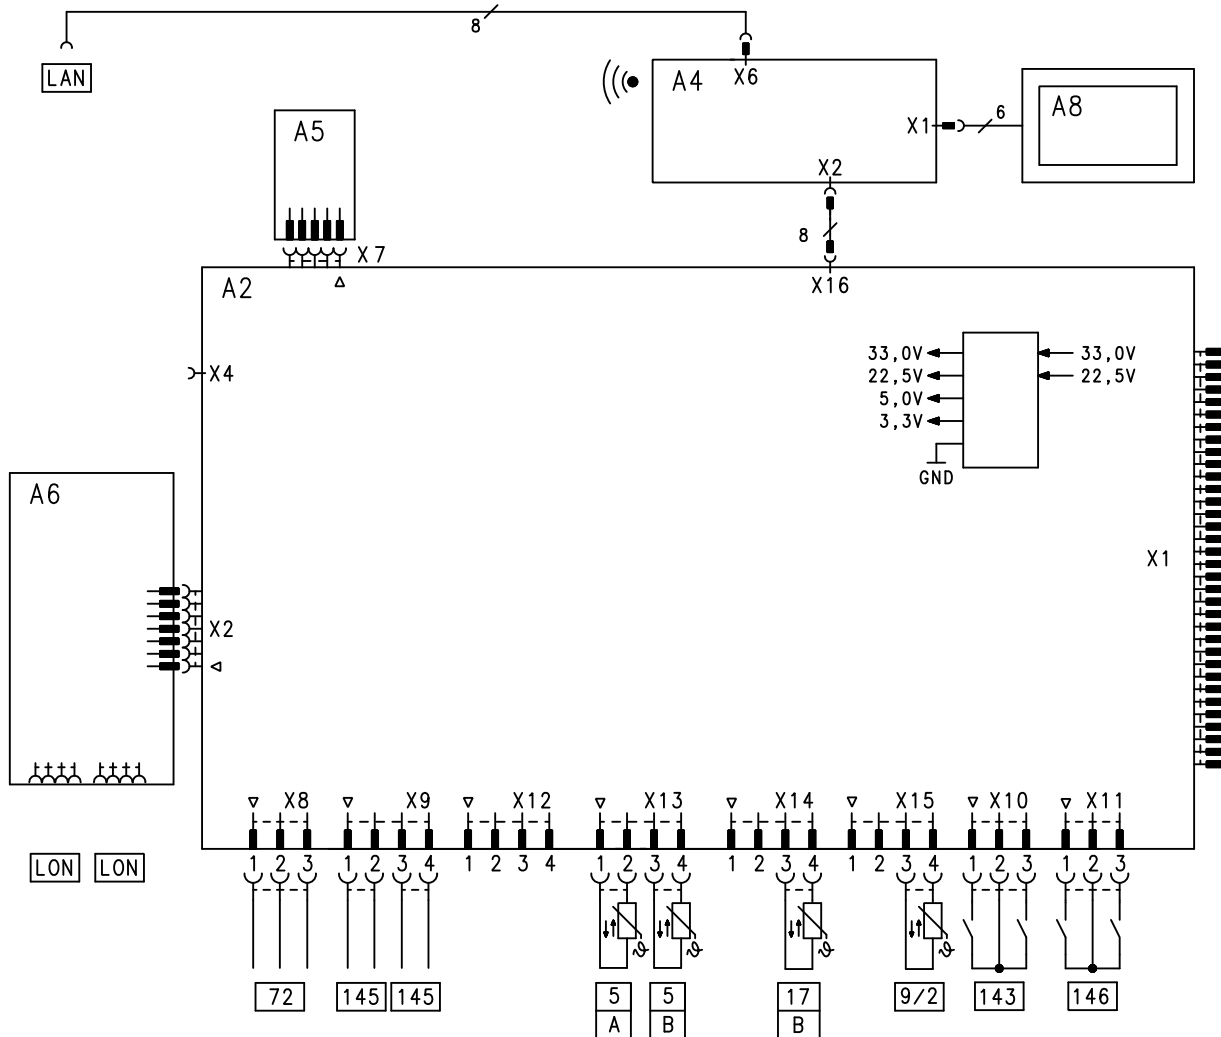 8
LAN
A4 X6
A8
X1 6
A5
X2
8
X7
A2 X16
33,0V 33,0V
22,5V 22,5V
5,0V
3,3V
GND
X4
A6
X1
X2
X8 X9 X12 X13 X14 X15 X10 X11
1 2 3 1 2 3 4 1 2 3 4 1 2 3 4 1 2 3 4 1 2 3 4 1 2 3 1 2 3
LON LON
ϑ ϑ ϑ ϑ
72 145 145 5 5 17 9/2 143 146
A B B